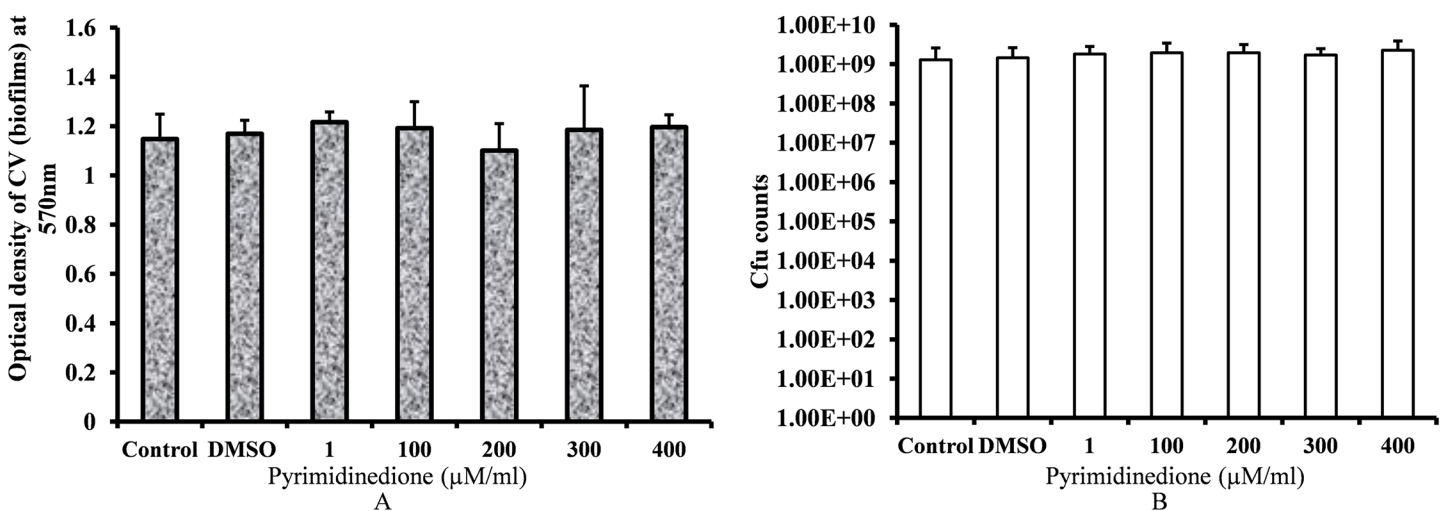 Optical density of CV (biofilms) at
570nm
1.6
1.4
1.2
1
0.8
0.6
0.4
0.2
0
Control DMSO 1 100 200 300 400
Pyrimidinedione (μM/ml)
A
Cfu counts
1.00E+10
1.00E+09
1.00E+08
1.00E+07
1.00E+06
1.00E+05
1.00E+04
1.00E+03
1.00E+02
1.00E+01
1.00E+00
Control DMSO 1 100 200 300 400
Pyrimidinedione (μM/ml)
B